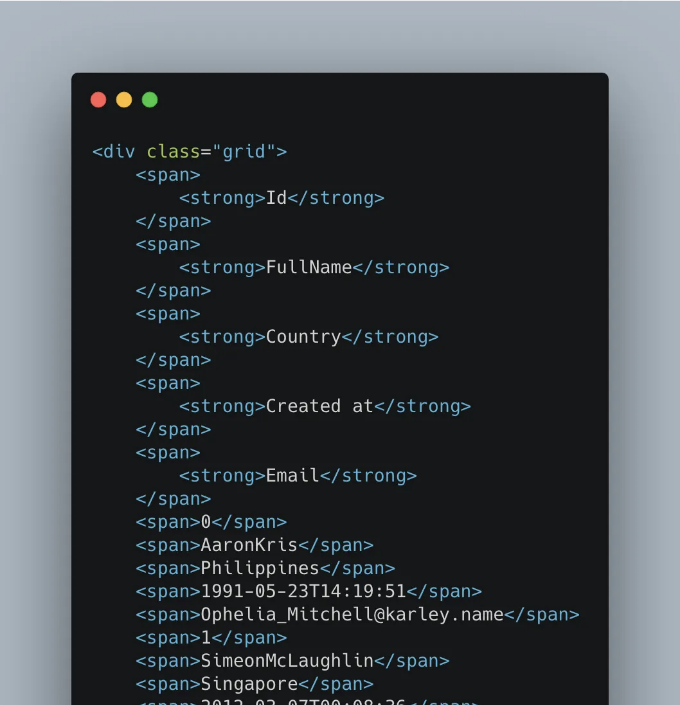 <div class="grid">
    <span>
        <strong>Id</strong>
    </span>
    <span>
        <strong>FullName</strong>
    </span>
    <span>
        <strong>Country</strong>
    </span>
    <span>
        <strong>Created at</strong>
    </span>
    <span>
        <strong>Email</strong>
    </span>
    <span>0</span>
    <span>AaronKris</span>
    <span>Philippines</span>
    <span>1991-05-23T14:19:51</span>
    <span>Ophelia_Mitchell@karley.name</span>
    <span>1</span>
    <span>SimeonMcLaughlin</span>
    <span>Singapore</span>